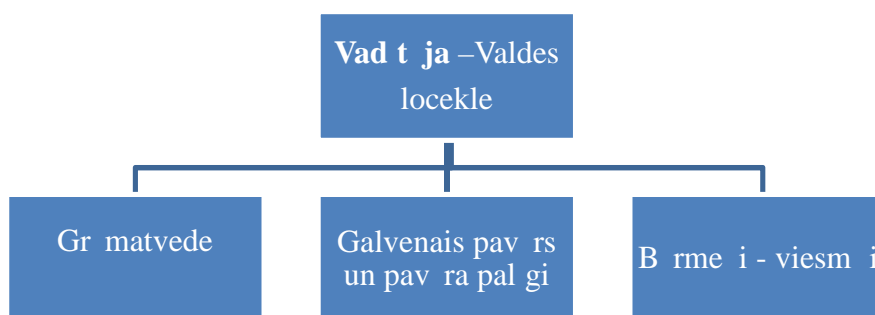 Vad t ja –Valdes
locekle
Gr matvede
Galvenais pav rs
un pav ra pal gi
B rme i - viesm i